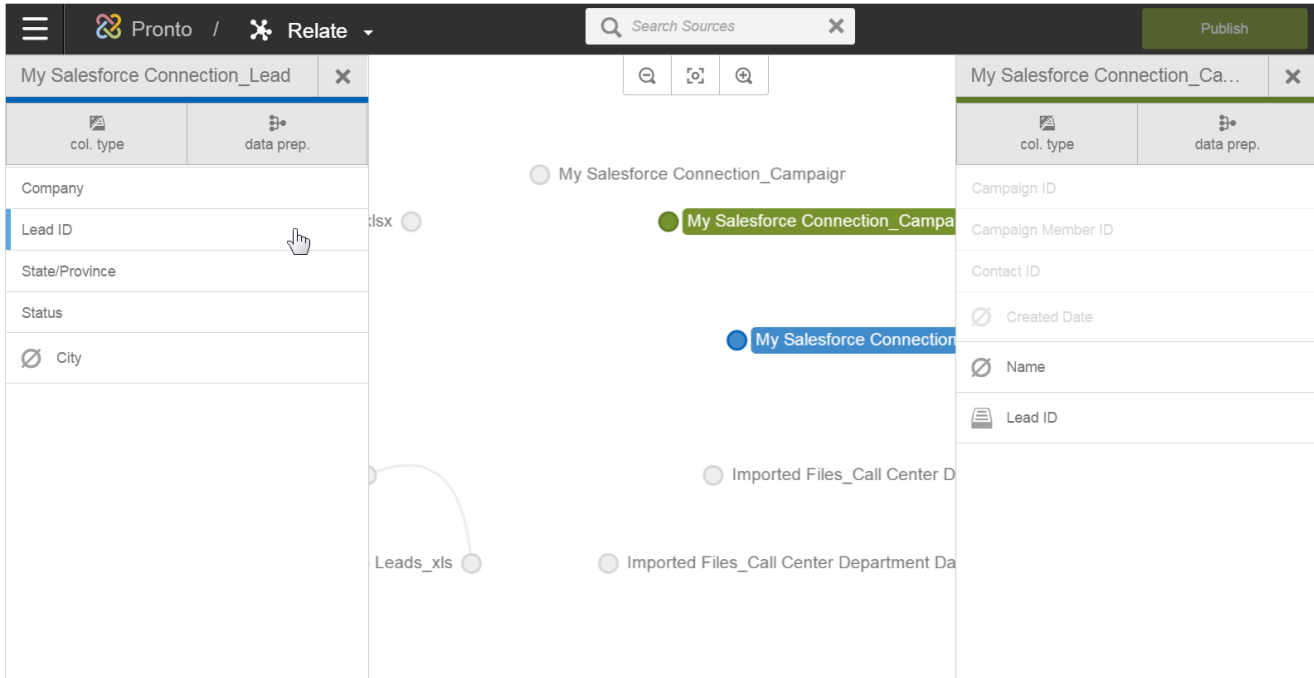 Pronto / Relate
Search Sources
Publish
My Salesforce Connection_Lead
col. type
data prep.
Company
Lead ID
State/Province
Status
City
My Salesforce Connection_Campaigr
xlsx
My Salesforce Connection_Campa
My Salesforce Connection
Imported Files_Call Center D
Leads_xls
Imported Files_Call Center Department Da
My Salesforce Connection_Ca...
col. type
data prep.
Campaign ID
Campaign Member ID
Contact ID
Created Date
Name
Lead ID